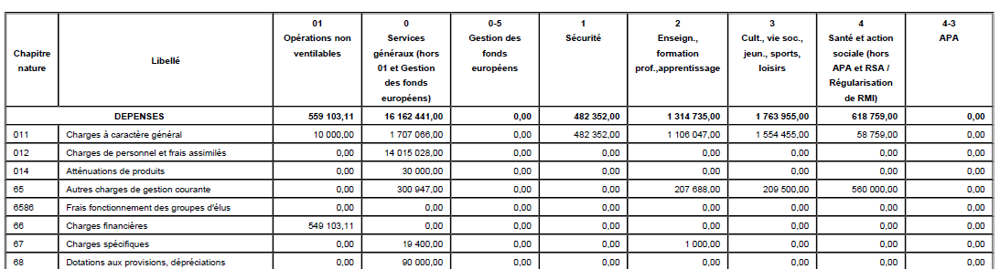 Chapitre nature Libellé 01 Opérations non ventilables 0 Services généraux (hors 01 et Gestion des fonds européens) 0-5 Gestion des fonds européens 1 Sécurité 2 Enseign., formation prof.,apprentissage 3 Cult., vie soc., jeun., sports, loisirs 4 Santé et action sociale (hors APA et RSA / Régularisation de RMI) 4-3 APA
DEPENSES 559 103,11 16 162 441,00 0,00 482 352,00 1 314 735,00 1 763 955,00 618 759,00 0,00
011 Charges à caractère général 10 000,00 1 707 066,00 0,00 482 352,00 1 106 047,00 1 554 455,00 58 759,00 0,00
012 Charges de personnel et frais assimilés 0,00 14 015 028,00 0,00 0,00 0,00 0,00 0,00 0,00
014 Atténuations de produits 0,00 30 000,00 0,00 0,00 0,00 0,00 0,00 0,00
65 Autres charges de gestion courante 0,00 300 947,00 0,00 0,00 207 688,00 209 500,00 560 000,00 0,00
6586 Frais fonctionnement des groupes d'élus 0,00 0,00 0,00 0,00 0,00 0,00 0,00 0,00
66 Charges financières 549 103,11 0,00 0,00 0,00 0,00 0,00 0,00 0,00
67 Charges spécifiques 0,00 19 400,00 0,00 0,00 1 000,00 0,00 0,00 0,00
68 Dotations aux provisions, dépréciations 0,00 90 000,00 0,00 0,00 0,00 0,00 0,00 0,00